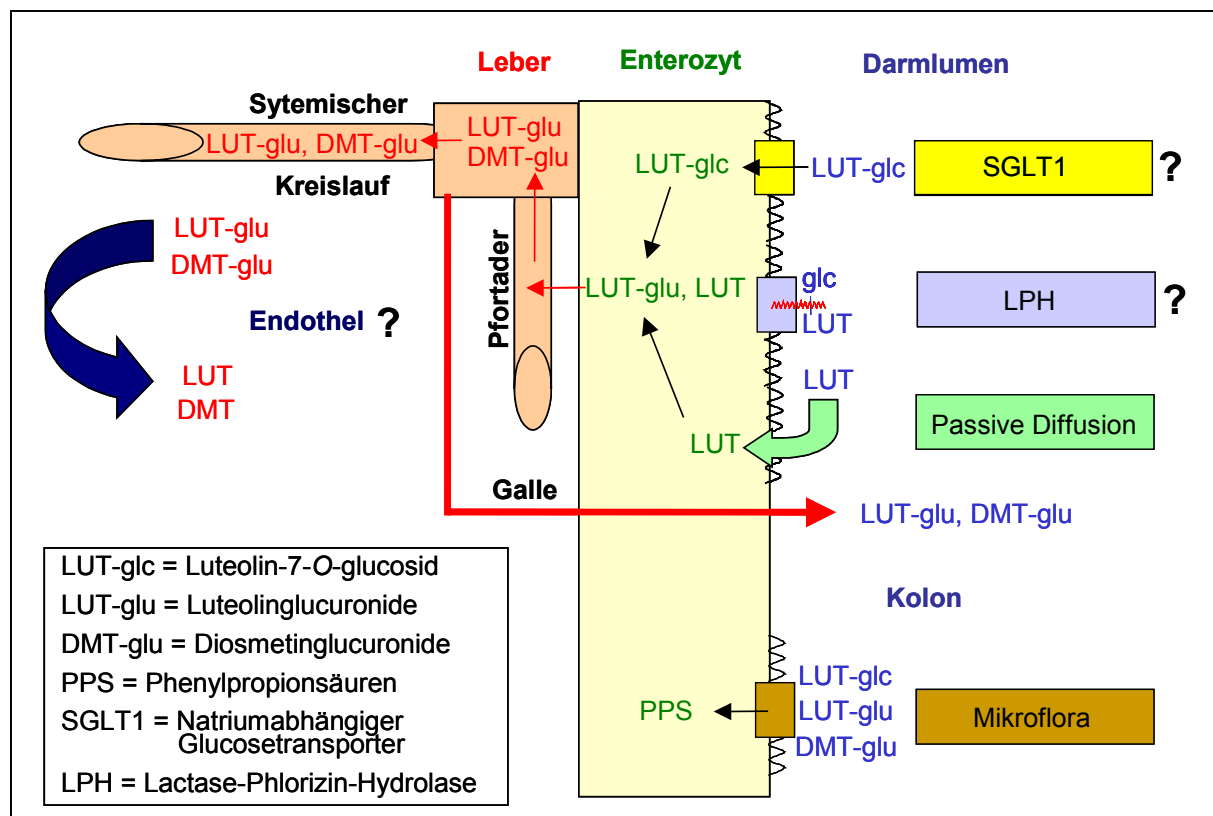 Leber
Enterozyt
Darmlumen
Sytemischer
LUT-glu, DMT-glu
Kreislauf
LUT-glu
DMT-glu
LUT-glc
LUT-glc
SGLT1
?
LUT-glu
DMT-glu
Endothel ?
LUT
DMT
Pfortader
LUT-glu, LUT
glc
LUT
LPH
?
LUT
LUT
Passive Diffusion
Galle
LUT-glu, DMT-glu
Kolon
LUT-glc
LUT-glu
DMT-glu
PPS
Mikroflora
LUT-glc = Luteolin-7-O-glucosid
LUT-glu = Luteolinglucuronide
DMT-glu = Diosmetinglucuronide
PPS = Phenylpropionsäuren
SGLT1 = Natriumabhängiger
Glucosetransporter
LPH = Lactase-Phlorizin-Hydrolase